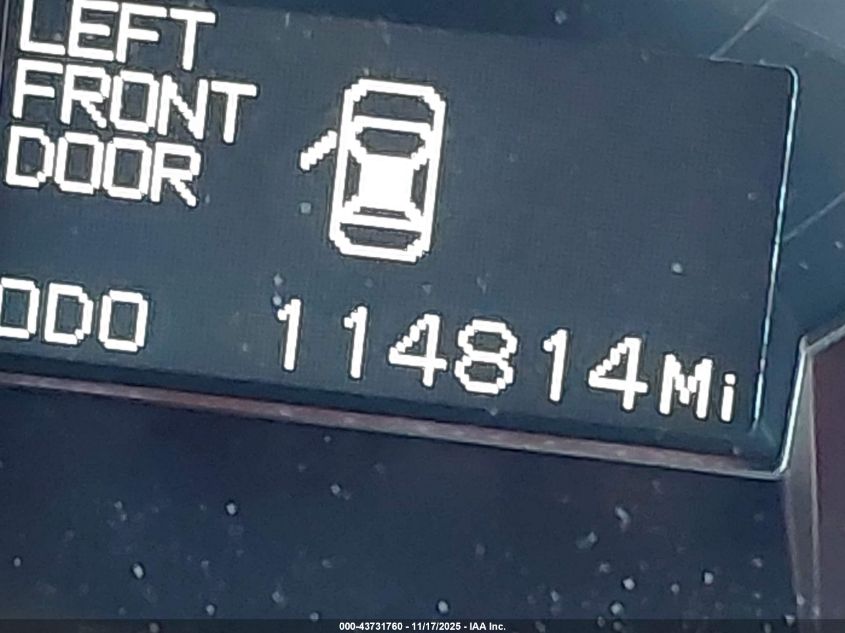 LEFT
FRONT
DOOR
ODO 114814Mi
000-43731760 - 11/17/2025 - IAA Inc.